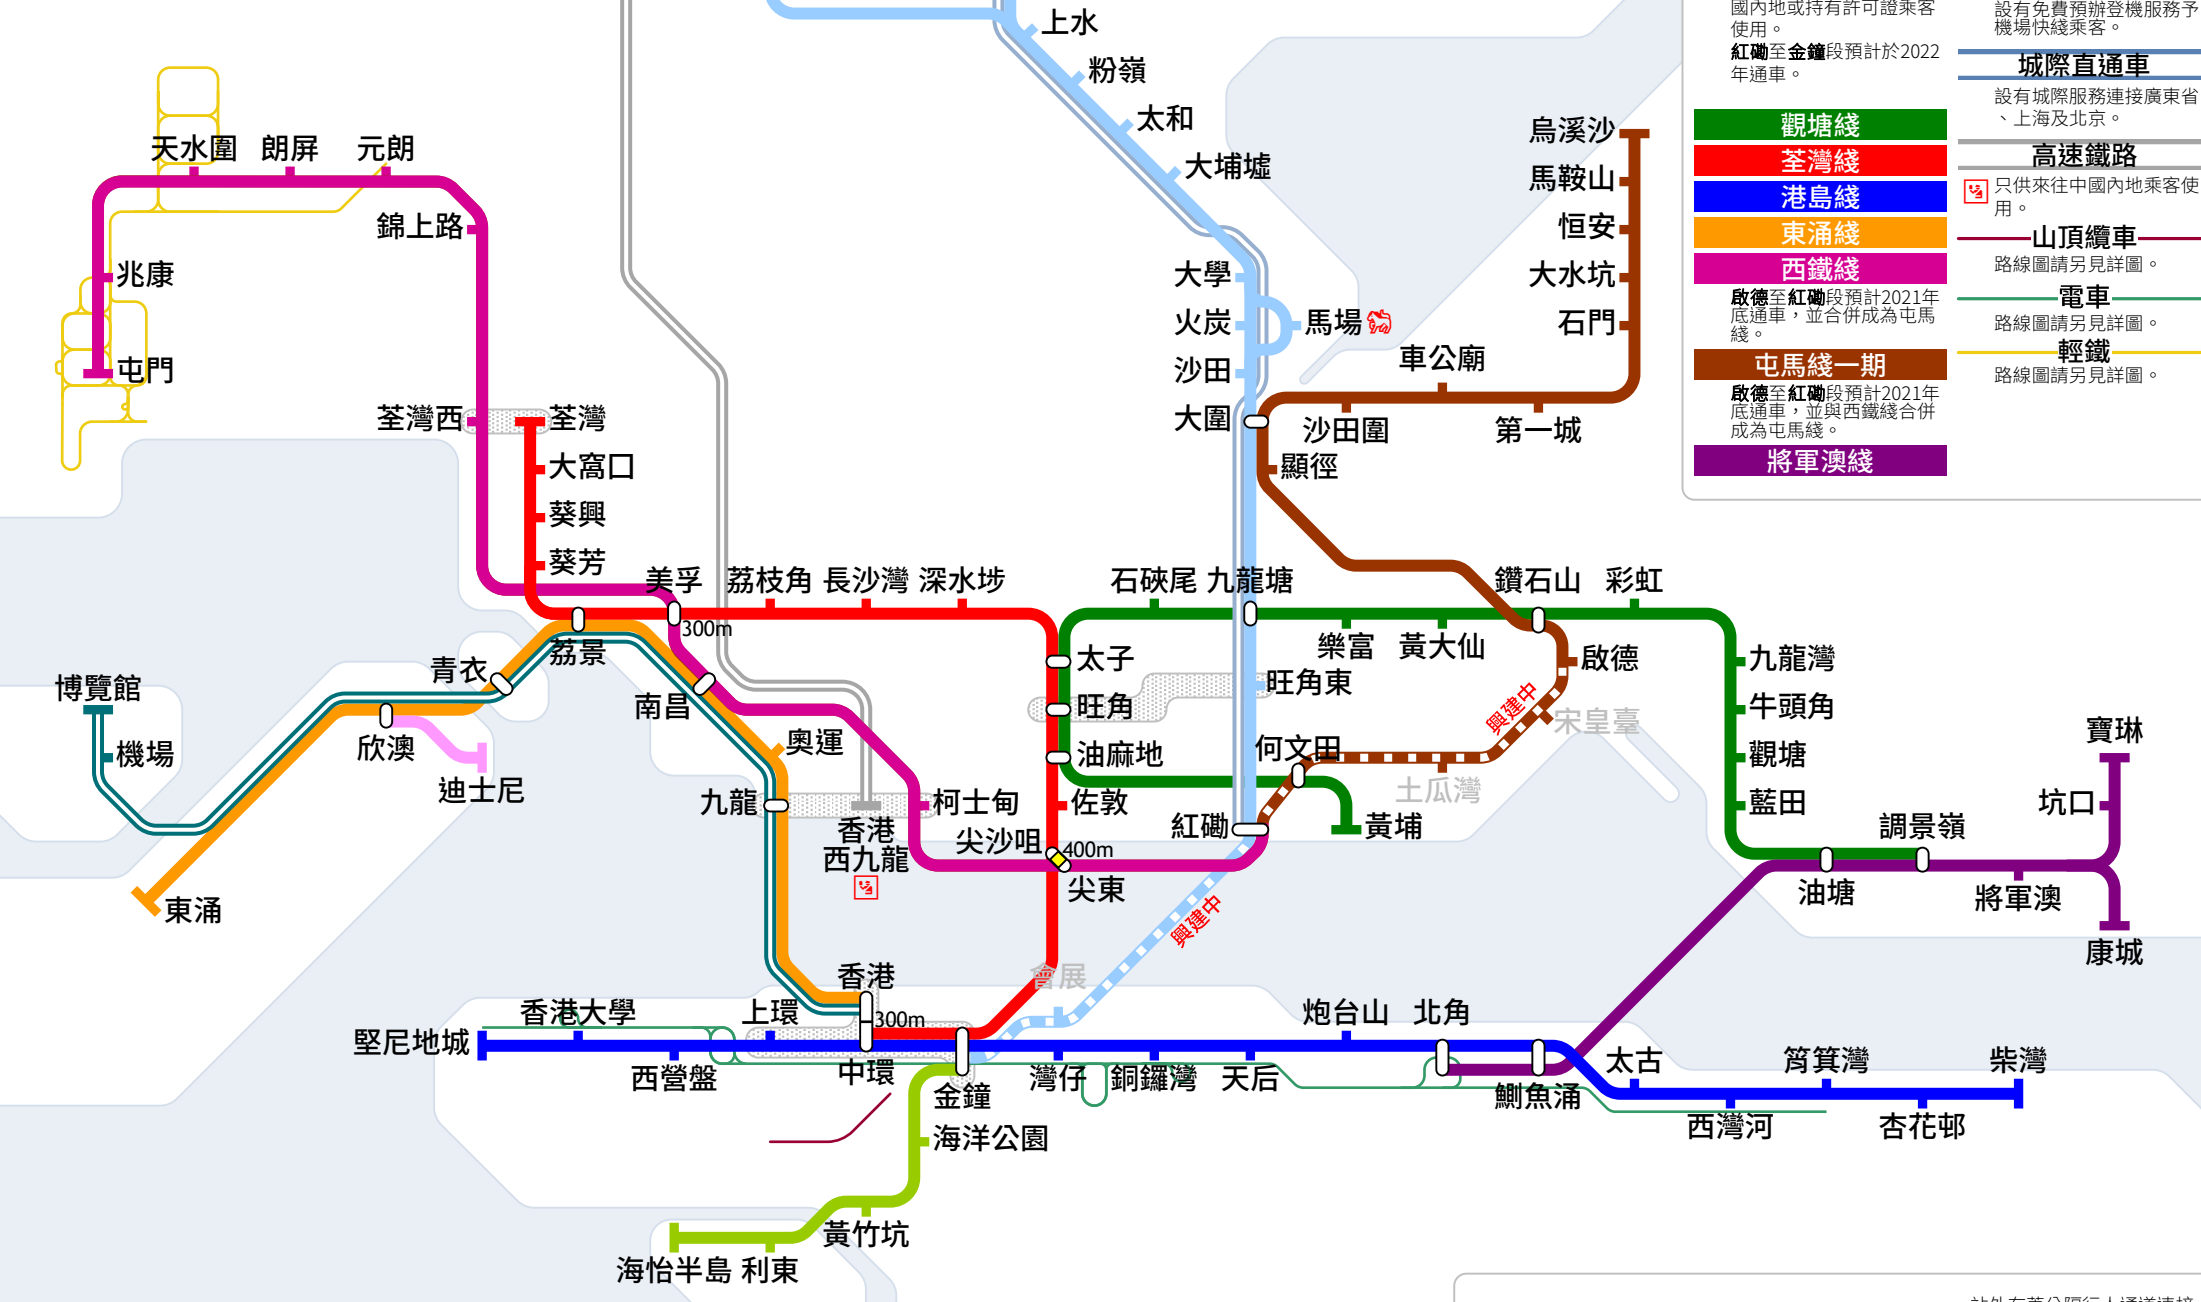 上水
粉嶺
太和
大埔墟
大學
火炭
馬場
沙田
大圍
烏溪沙
馬鞍山
恒安
大水坑
石門
車公廟
沙田圍
第一城
顯徑
天水圍
朗屏
元朗
錦上路
兆康
屯門
荃灣西
荃灣
大窩口
葵興
葵芳
美孚
荔枝角
長沙灣
深水埗
300m
荔景
青衣
南昌
博覽館
機場
欣澳
迪士尼
東涌
奧運
九龍
香港
西九龍
柯士甸
石硤尾
九龍塘
樂富
黃大仙
鑽石山
彩虹
太子
旺角
旺角東
油麻地
佐敦
尖沙咀
400m
尖東
紅磡
何文田
黃埔
啟德
興建中
宋皇臺
土瓜灣
九龍灣
牛頭角
觀塘
藍田
調景嶺
油塘
將軍澳
寶琳
坑口
康城
興建中
會展
香港
300m
中環
堅尼地城
香港大學
西營盤
上環
金鐘
灣仔
銅鑼灣
天后
炮台山
北角
鰂魚涌
太古
西灣河
筲箕灣
杏花邨
柴灣
海洋公園
黃竹坑
利東
海怡半島
國內地或持有許可證乘客
使用。
紅磡至金鐘段預計於2022
年通車。
觀塘綫
荃灣綫
港島綫
東涌綫
西鐵綫
啟德至紅磡段預計2021年
底通車，並合併成為屯馬
綫。
屯馬綫一期
啟德至紅磡段預計2021年
底通車，並與西鐵綫合併
成為屯馬綫。
將軍澳綫
設有免費預辦登機服務予
機場快綫乘客。
城際直通車
設有城際服務連接廣東省
、上海及北京。
高速鐵路
只供來往中國內地乘客使
用。
山頂纜車
路線圖請另見詳圖。
電車
路線圖請另見詳圖。
輕鐵
路線圖請另見詳圖。